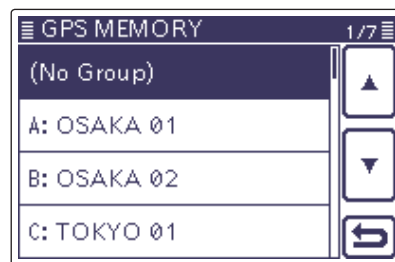 GPS MEMORY 1/7
(No Group)
A: OSAKA 01
B: OSAKA 02
C: TOKYO 01